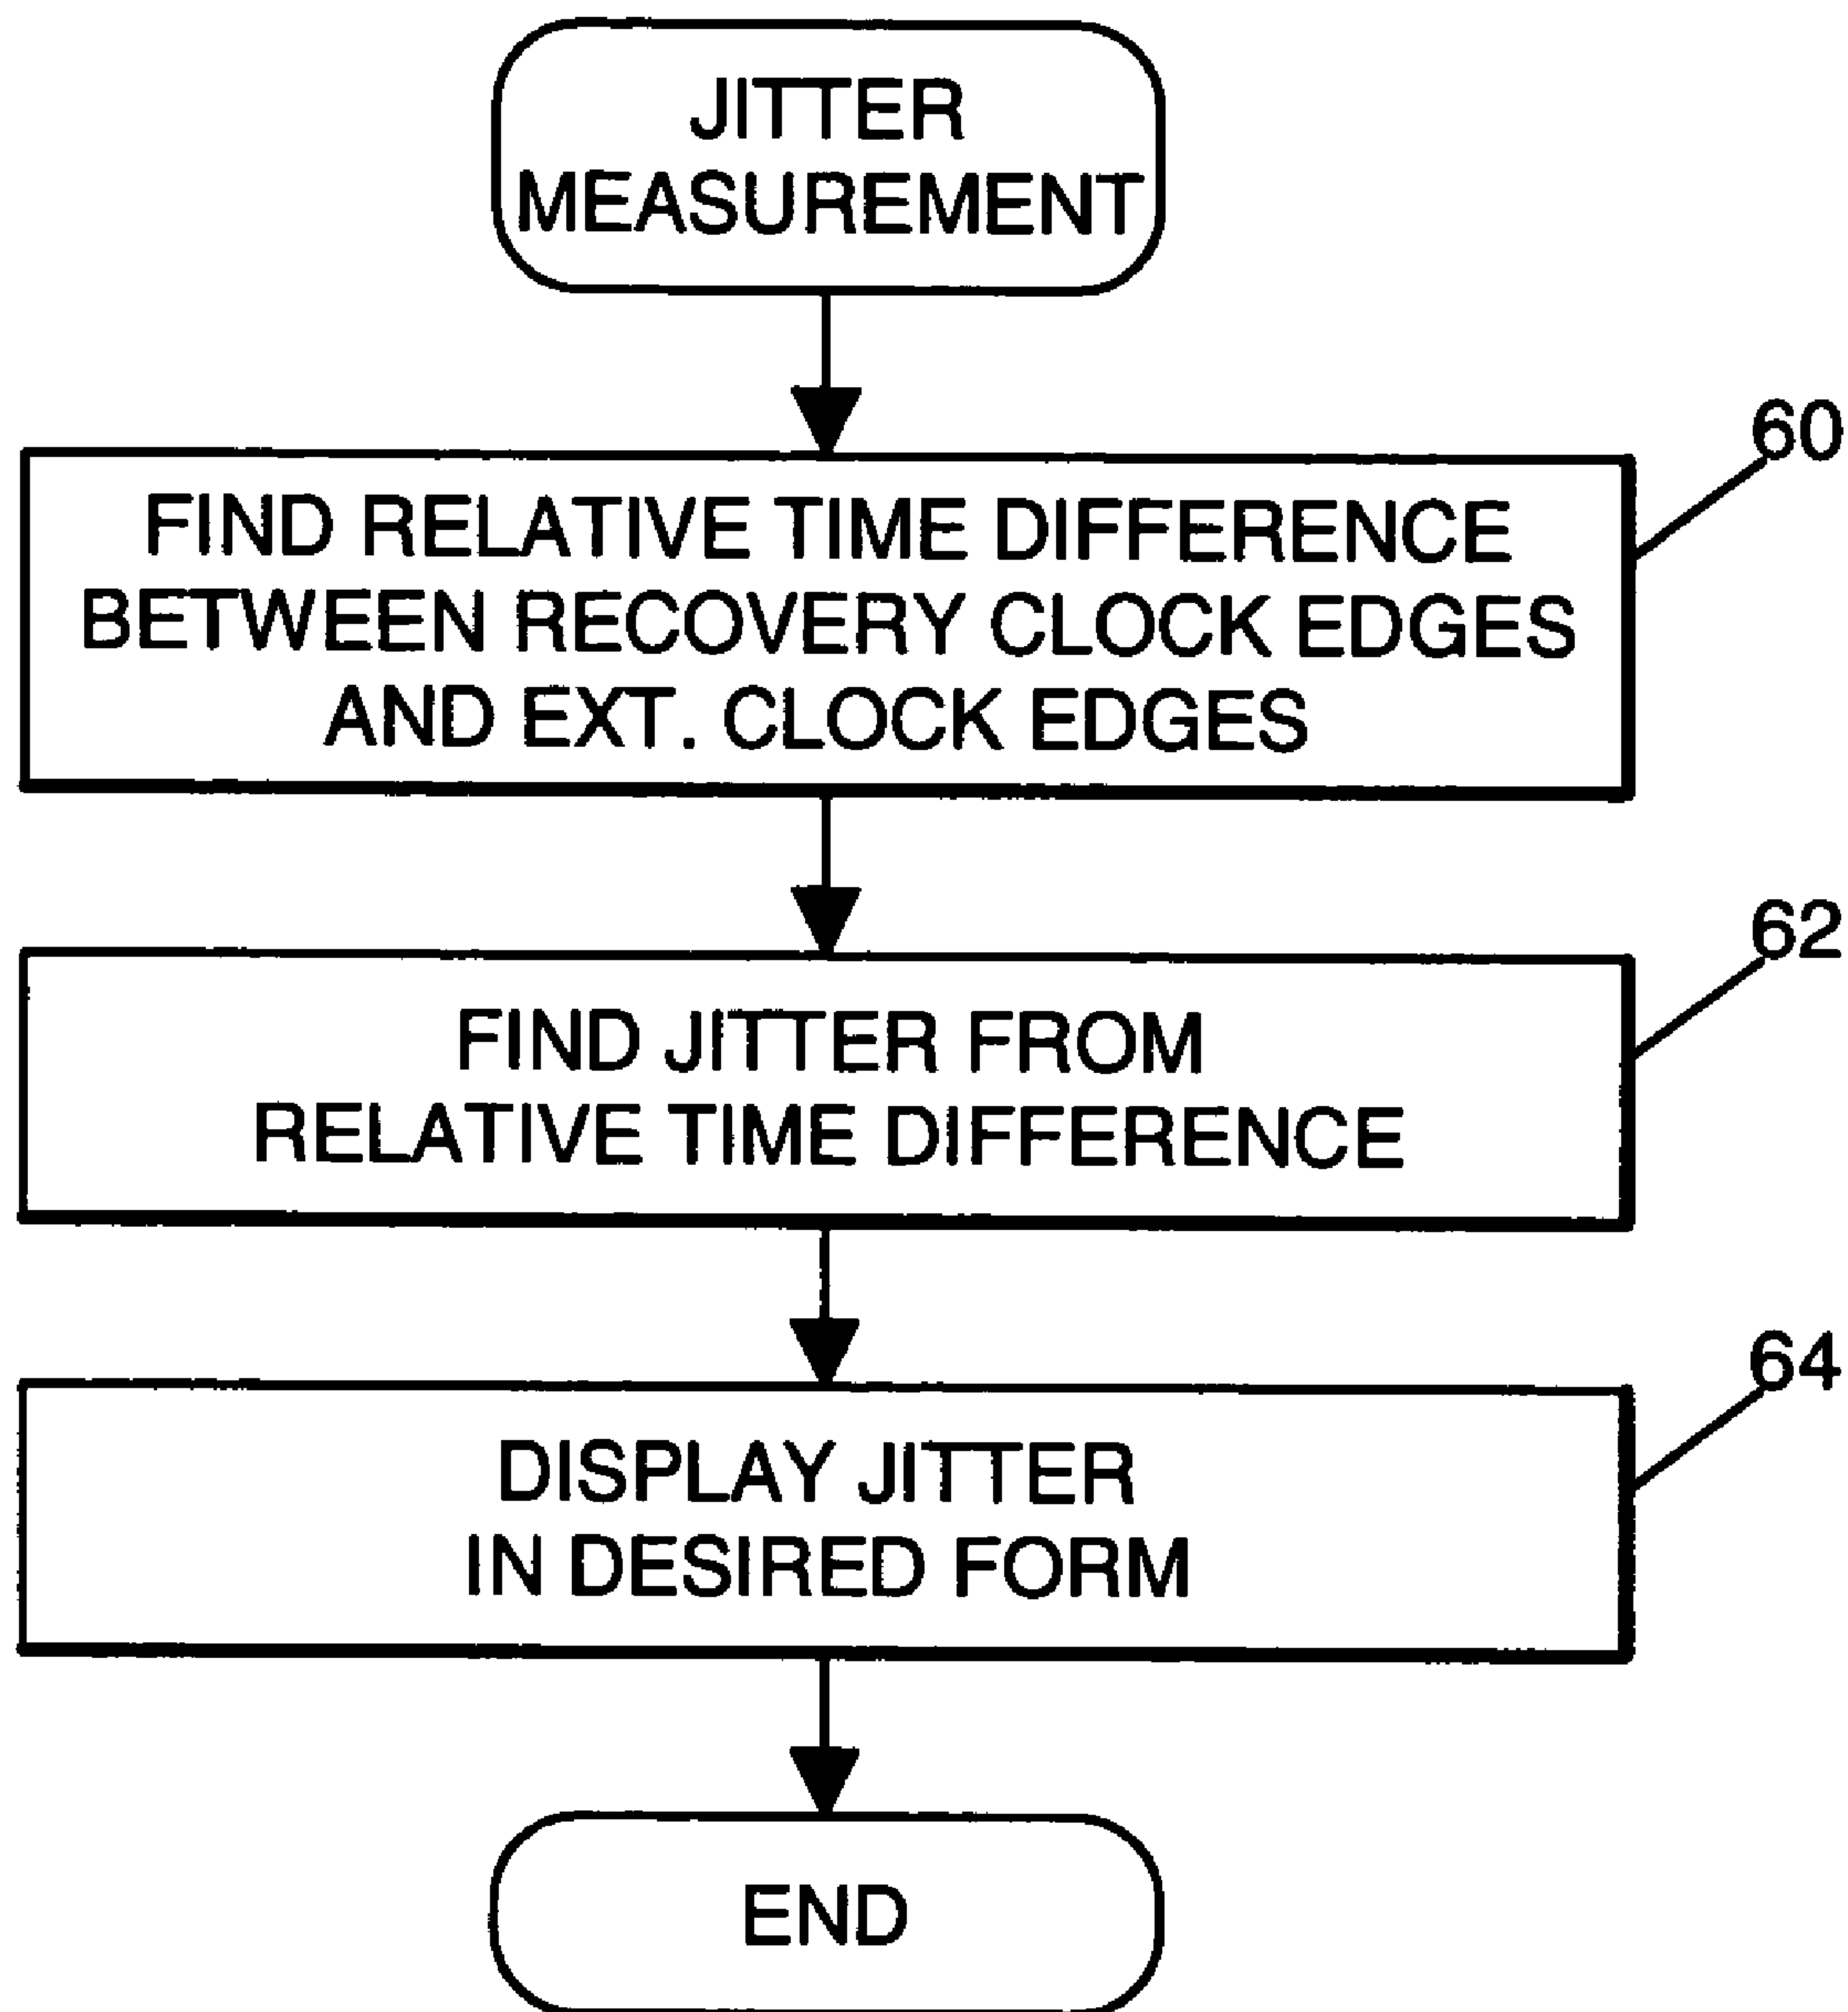 JITTER
MEASUREMENT
60
FIND RELATIVE TIME DIFFERENCE
BETWEEN RECOVERY CLOCK EDGES
AND EXT. CLOCK EDGES
62
FIND JITTER FROM
RELATIVE TIME DIFFERENCE
64
DISPLAY JITTER
IN DESIRED FORM
END